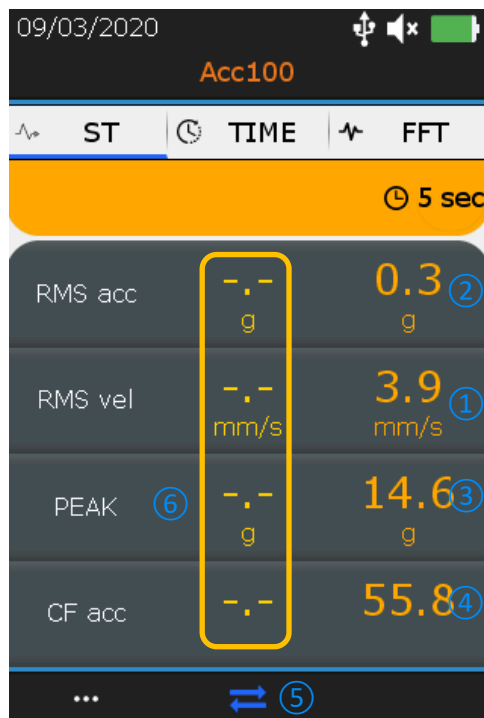 09/03/2020
Acc100
ST TIME FFT
5 sec
RMS acc -.- g 0.3 g ②
RMS vel -.- mm/s 3.9 mm/s ①
PEAK ⑥ -.- g 14.6 g ③
CF acc -.- 55.8 ④
... ⑤